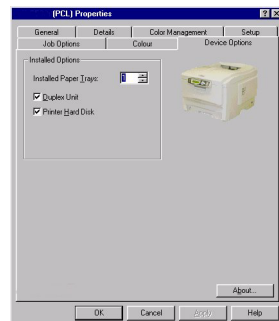 (PCL) Properties
General Details Color Management Setup
Job Options Colour Device Options
Installed Options
Installed Paper Trays:
Duplex Unit
Printer Hard Disk
About...
OK Cancel Apply Help